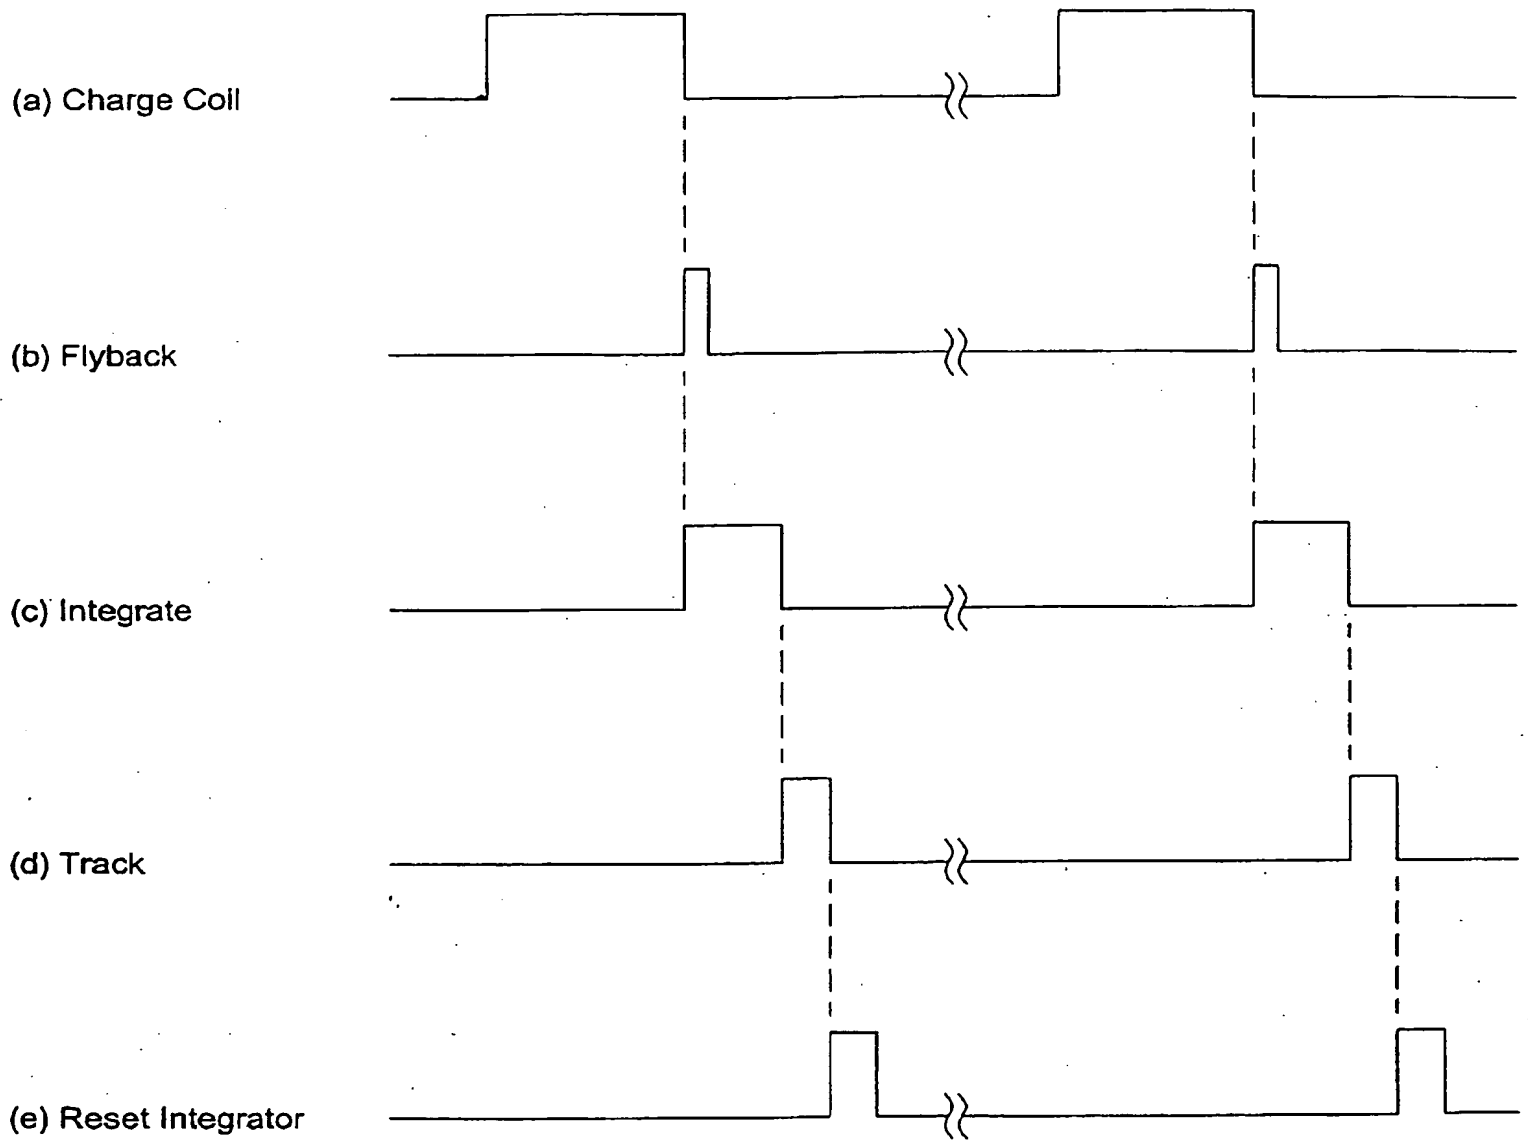 (a) Charge Coil
(b) Flyback
(c) Integrate
(d) Track
(e) Reset Integrator